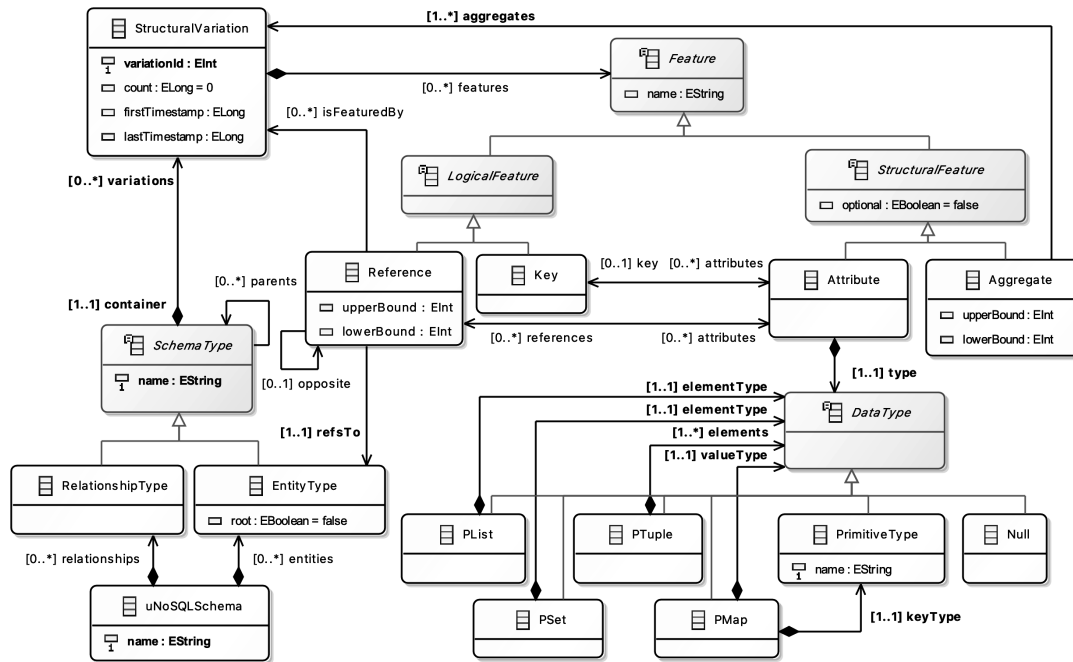 StructuralVariation
variationId : EInt
count : ELong = 0
firstTimestamp : ELong
lastTimestamp : ELong
[1..*] aggregates
[0..*] features
[0..*] isFeaturedBy
Feature
name : EString
[0..*] variations
LogicalFeature
StructuralFeature
optional : EBoolean = false
[1..1] container
[0..*] parents
Reference
upperBound : EInt
lowerBound : EInt
Key
[0..1] key
[0..*] attributes
Attribute
Aggregate
upperBound : EInt
lowerBound : EInt
SchemaType
name : EString
[0..1] opposite
[0..*] references
[0..*] attributes
[1..1] type
[1..1] refsTo
[1..1] elementType
[1..1] elementType
[1..*] elements
[1..1] valueType
DataType
RelationshipType
EntityType
root : EBoolean = false
[0..*] relationships
[0..*] entities
uNoSQLSchema
name : EString
PList
PTuple
PrimitiveType
name : EString
Null
PSet
PMap
[1..1] keyType